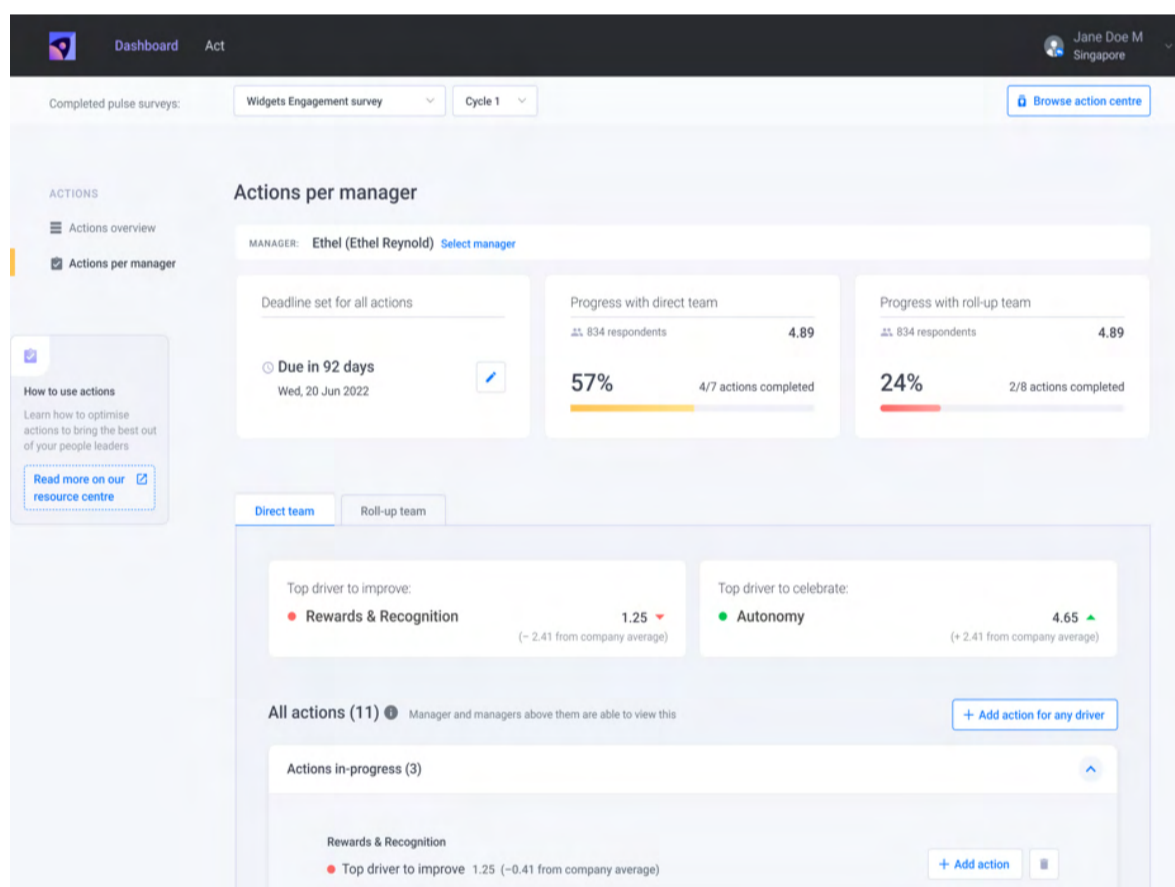 Dashboard Act
Jane Doe M
Singapore
Completed pulse surveys: Widgets Engagement survey Cycle 1 Browse action centre
ACTIONS
Actions overview
Actions per manager
How to use actions
Learn how to optimise
actions to bring the best out
of your people leaders
Read more on our
resource centre
Actions per manager
MANAGER: Ethel (Ethel Reynold) Select manager
Deadline set for all actions
Due in 92 days
Wed, 20 Jun 2022
Progress with direct team
834 respondents 4.89
57% 4/7 actions completed
Progress with roll-up team
834 respondents 4.89
24% 2/8 actions completed
Direct team Roll-up team
Top driver to improve:
Rewards & Recognition 1.25
(− 2.41 from company average)
Top driver to celebrate:
Autonomy 4.65
(+ 2.41 from company average)
All actions (11) Manager and managers above them are able to view this
+ Add action for any driver
Actions in-progress (3)
Rewards & Recognition
Top driver to improve 1.25 (−0.41 from company average)
+ Add action